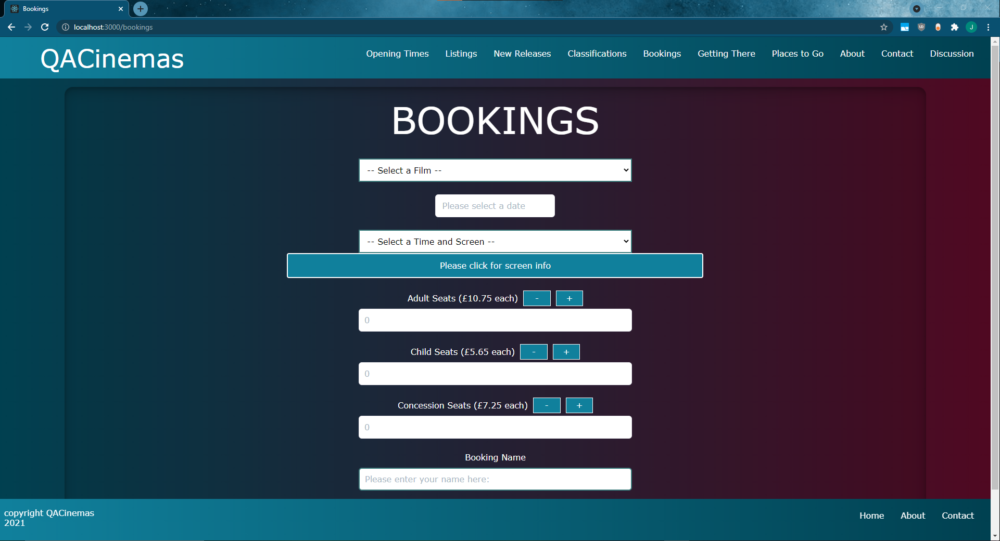 Bookings
localhost:3000/bookings
J
QACinemas
Opening Times Listings New Releases Classifications Bookings Getting There Places to Go About Contact Discussion
BOOKINGS
-- Select a Film --
Please select a date
-- Select a Time and Screen --
Please click for screen info
Adult Seats (£10.75 each) - +
0
Child Seats (£5.65 each) - +
0
Concession Seats (£7.25 each) - +
0
Booking Name
Please enter your name here:
copyright QACinemas
2021
Home About Contact